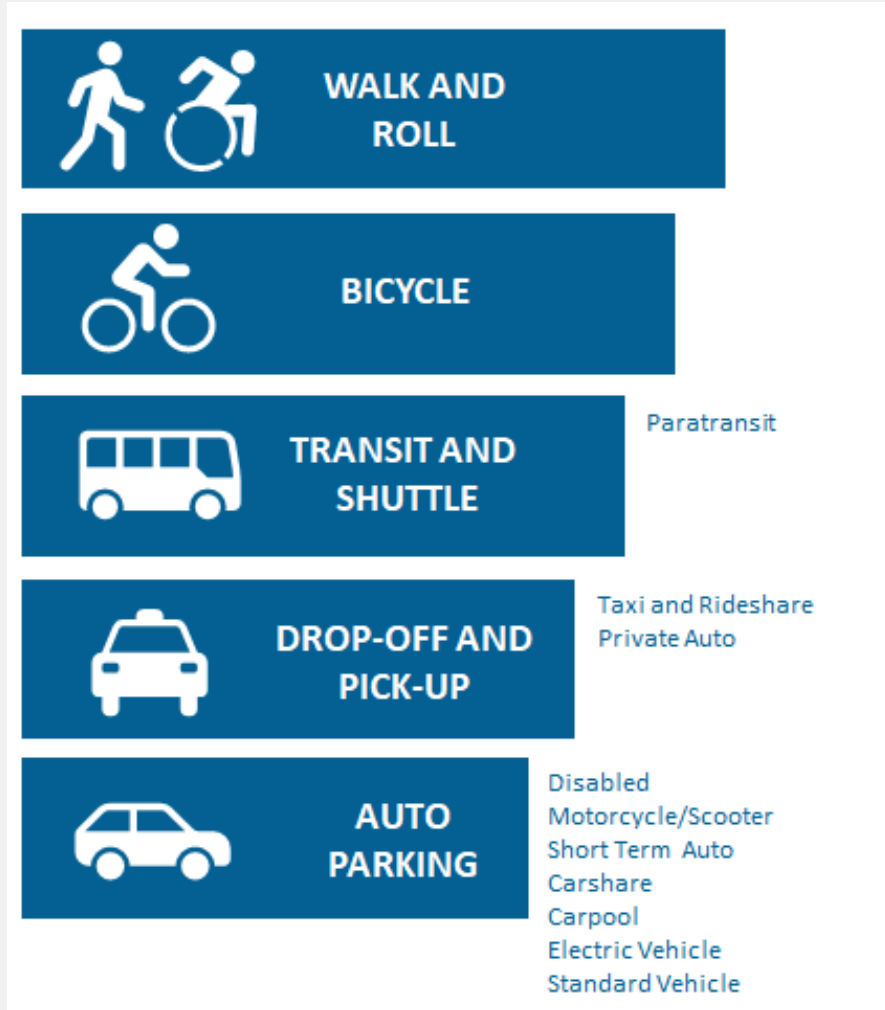 WALK AND
ROLL
BICYCLE
TRANSIT AND
SHUTTLE
Paratransit
DROP-OFF AND
PICK-UP
Taxi and Rideshare
Private Auto
AUTO
PARKING
Disabled
Motorcycle/Scooter
Short Term Auto
Carshare
Carpool
Electric Vehicle
Standard Vehicle